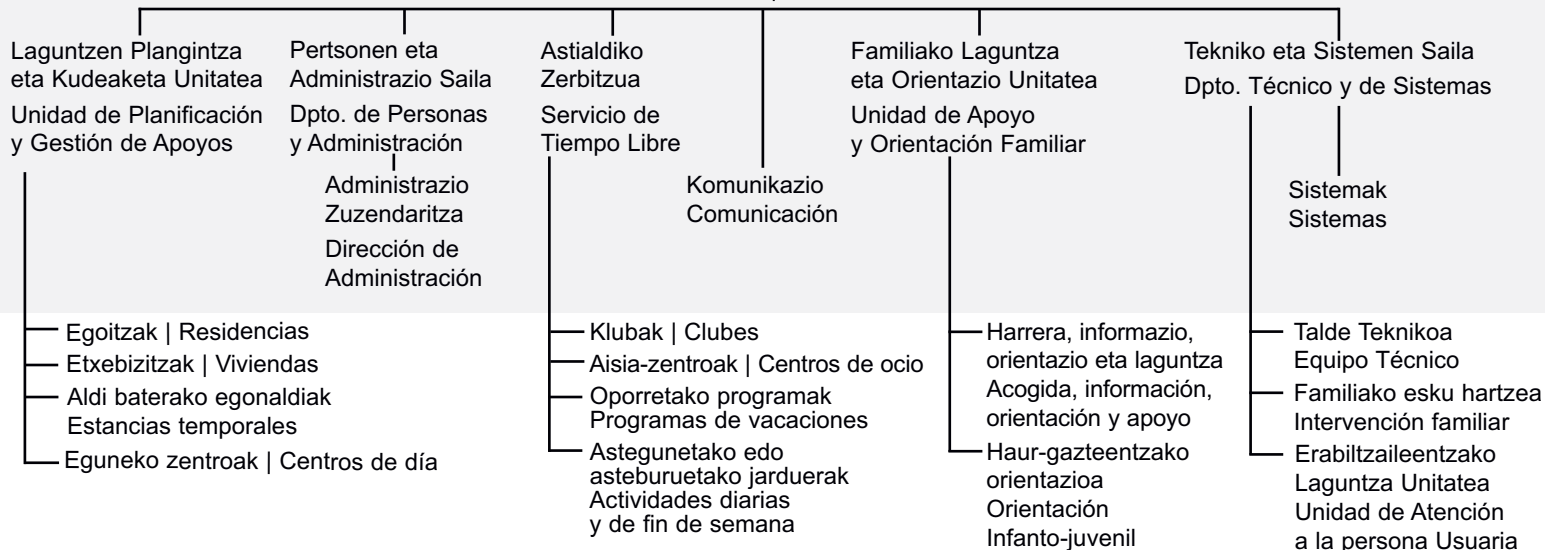 Laguntzen Plangintza
eta Kudeaketa Unitatea
Unidad de Planificación
y Gestión de Apoyos
Pertsonen eta
Administrazio Saila
Dpto. de Personas
y Administración
Astialdiko
Zerbitzua
Servicio de
Tiempo Libre
Familiako Laguntza
eta Orientazio Unitatea
Unidad de Apoyo
y Orientación Familiar
Tekniko eta Sistemen Saila
Dpto. Técnico y de Sistemas
Administrazio
Zuzendaritza
Dirección de
Administración
Komunikazio
Comunicación
Sistemak
Sistemas
Egoitzak | Residencias
Etxebizitzak | Viviendas
Aldi baterako egonaldiak
Estancias temporales
Eguneko zentroak | Centros de día
Klubak | Clubes
Aisia-zentroak | Centros de ocio
Oporretako programak
Programas de vacaciones
Astegunetako edo
asteburuetako jarduerak
Actividades diarias
y de fin de semana
Harrera, informazio,
orientazio eta laguntza
Acogida, información,
orientación y apoyo
Haur-gazteentzako
orientazioa
Orientación
Infanto-juvenil
Talde Teknikoa
Equipo Técnico
Familiako esku hartzea
Intervención familiar
Erabiltzaileentzako
Laguntza Unitatea
Unidad de Atención
a la persona Usuaria